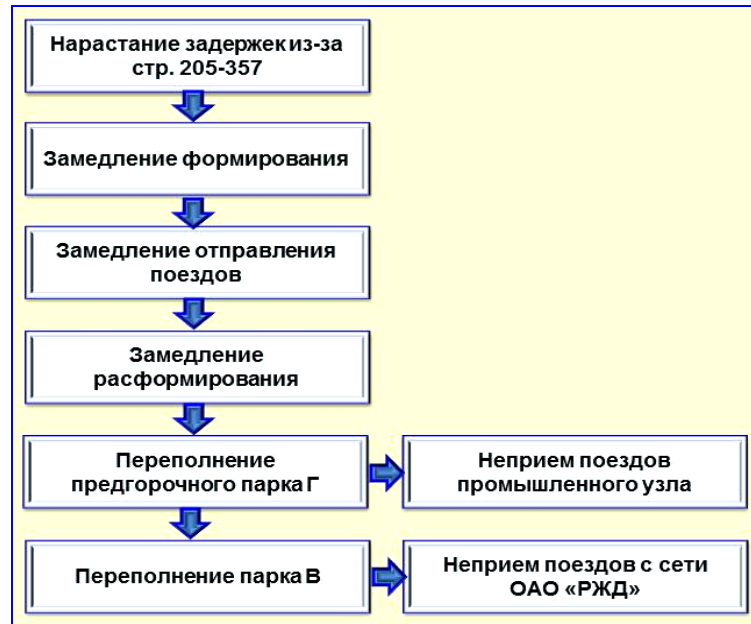 Нарастание задержек из-за
стр. 205-357
Замедление формирования
Замедление отправления
поездов
Замедление
расформирования
Переполнение
предгорочного парка Г
Неприем поездов
промышленного узла
Переполнение парка В
Неприем поездов с сети
ОАО «РЖД»